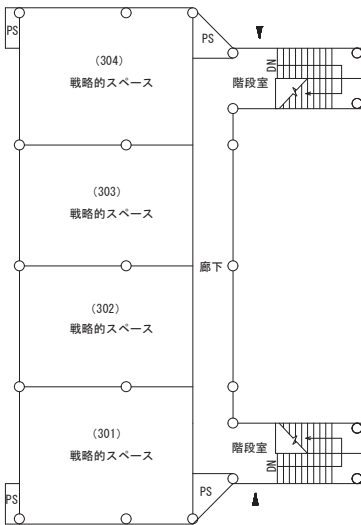 PS
(304)
戦略的スペース
PS
階段室
DN
(303)
戦略的スペース
廊下
(302)
戦略的スペース
(301)
戦略的スペース
階段室
DN
PS
PS